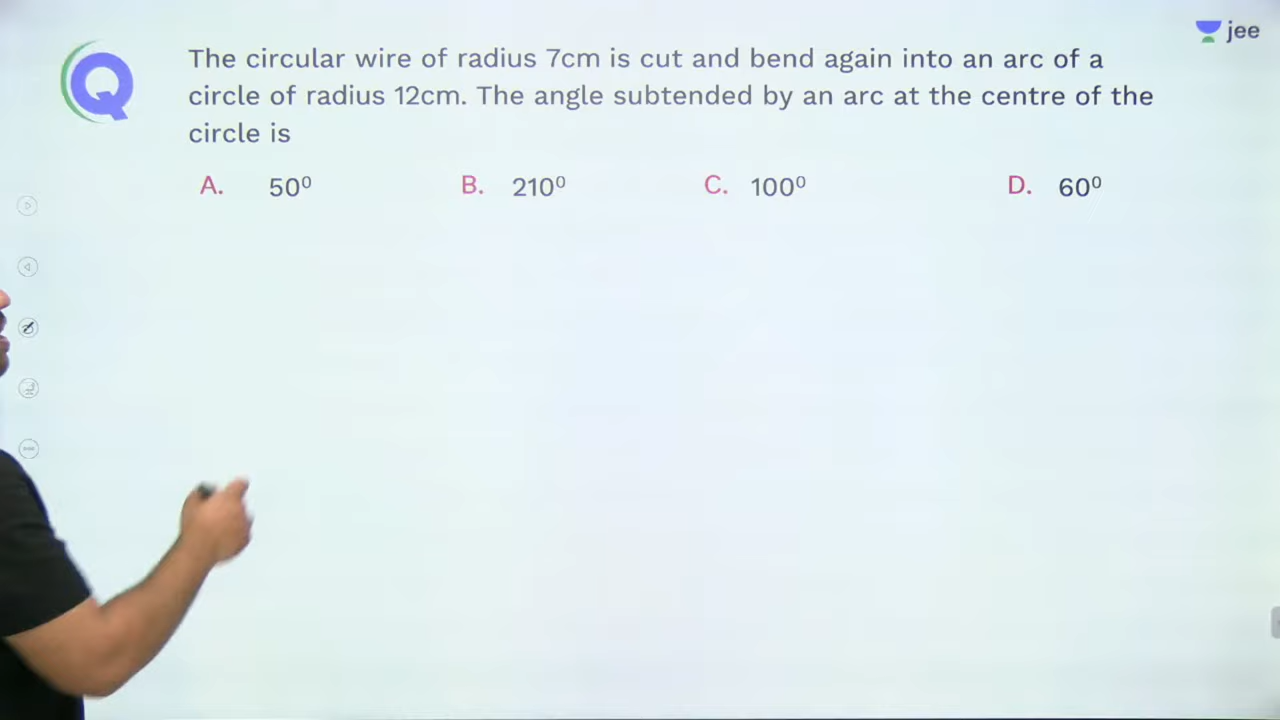 jee
The circular wire of radius 7cm is cut and bend again into an arc of a
circle of radius 12cm. The angle subtended by an arc at the centre of the
circle is
A. 50⁰ B. 210⁰ C. 100⁰ D. 60⁰